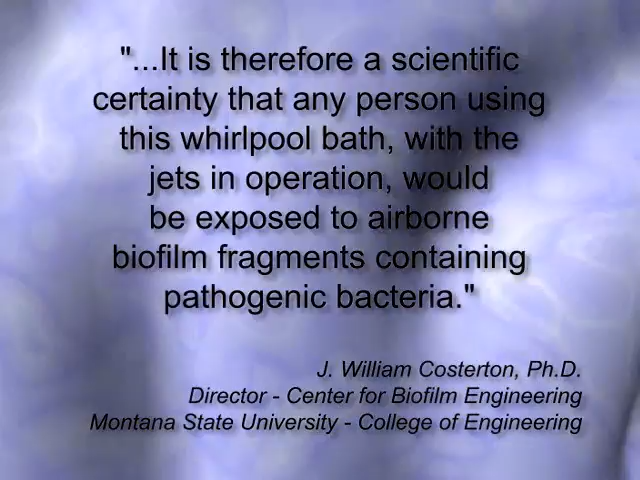 "...It is therefore a scientific
certainty that any person using
this whirlpool bath, with the
jets in operation, would
be exposed to airborne
biofilm fragments containing
pathogenic bacteria."
J. William Costerton, Ph.D.
Director - Center for Biofilm Engineering
Montana State University - College of Engineering